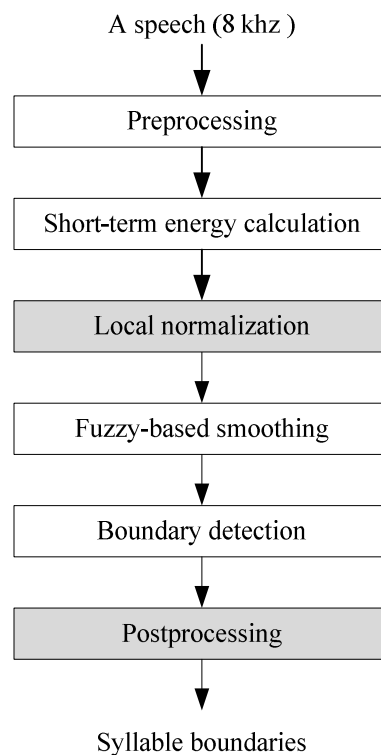 A speech (8 khz )
Preprocessing
Short-term energy calculation
Local normalization
Fuzzy-based smoothing
Boundary detection
Postprocessing
Syllable boundaries